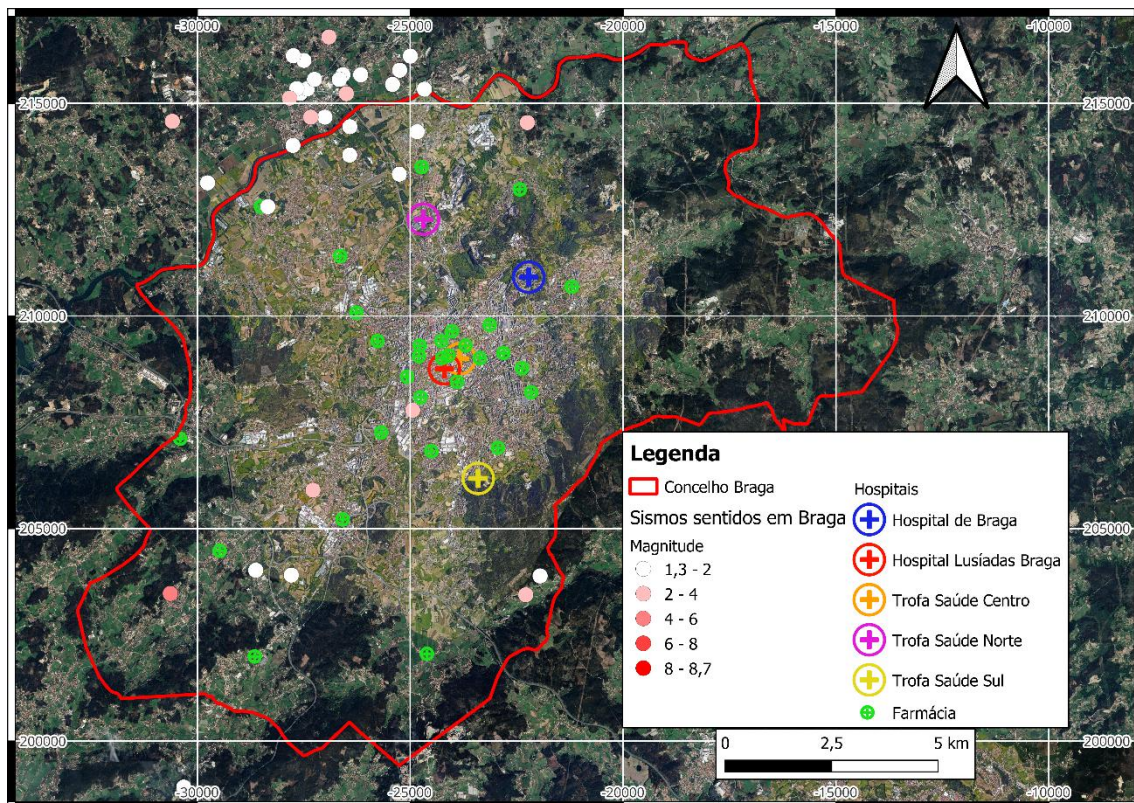 -30000 -25000 -20000 -15000 -10000
215000 215000
210000 210000
205000 205000
200000 200000
-30000 -25000 -20000 -15000 -10000
Legenda
Concelho Braga
Sismos sentidos em Braga
Magnitude
1,3 - 2
2 - 4
4 - 6
6 - 8
8 - 8,7
Hospitais
Hospital de Braga
Hospital Lusíadas Braga
Trofa Saúde Centro
Trofa Saúde Norte
Trofa Saúde Sul
Farmácia
0 2,5 5 km